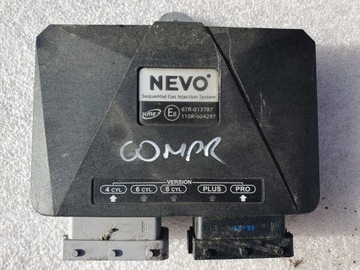 NEVO
Sequential Gas Injection System
KME E8 67R-013787
110R-004297
COMPR
VERSION
4 CYL 6 CYL 8 CYL PLUS PRO